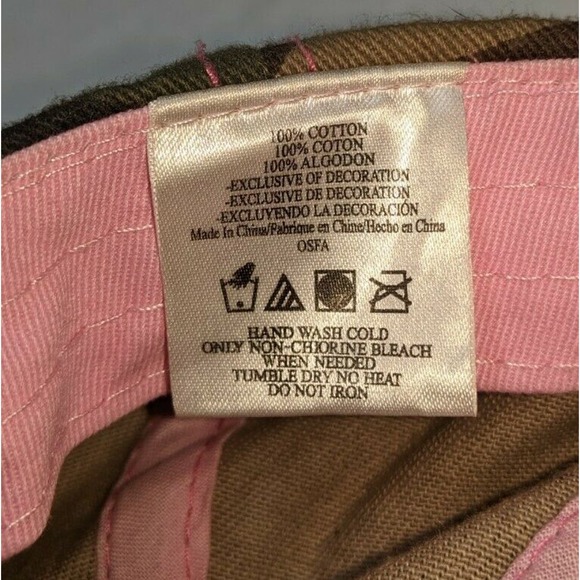 100% COTTON
100% COTON
100% ALGODON
-EXCLUSIVE OF DECORATION
-EXCLUSIVE DE DECORATION
-EXCLUYENDO LA DECORACIÓN
Made In China/Fabrique en Chine/Hecho en China
OSFA
HAND WASH COLD
ONLY NON-CHIORINE BLEACH
WHEN NEEDED
TUMBLE DRY NO HEAT
DO NOT IRON